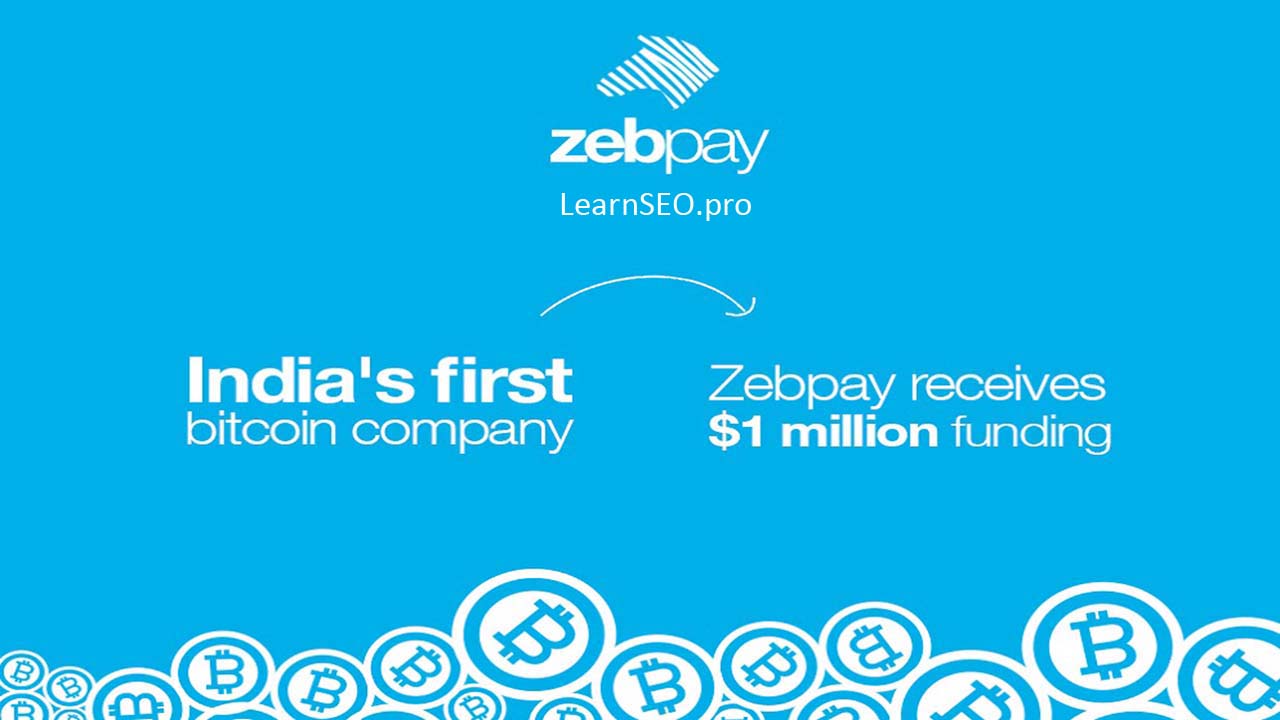 zebpay
LearnSEO.pro
India's first
bitcoin company
Zebpay receives
$1 million funding